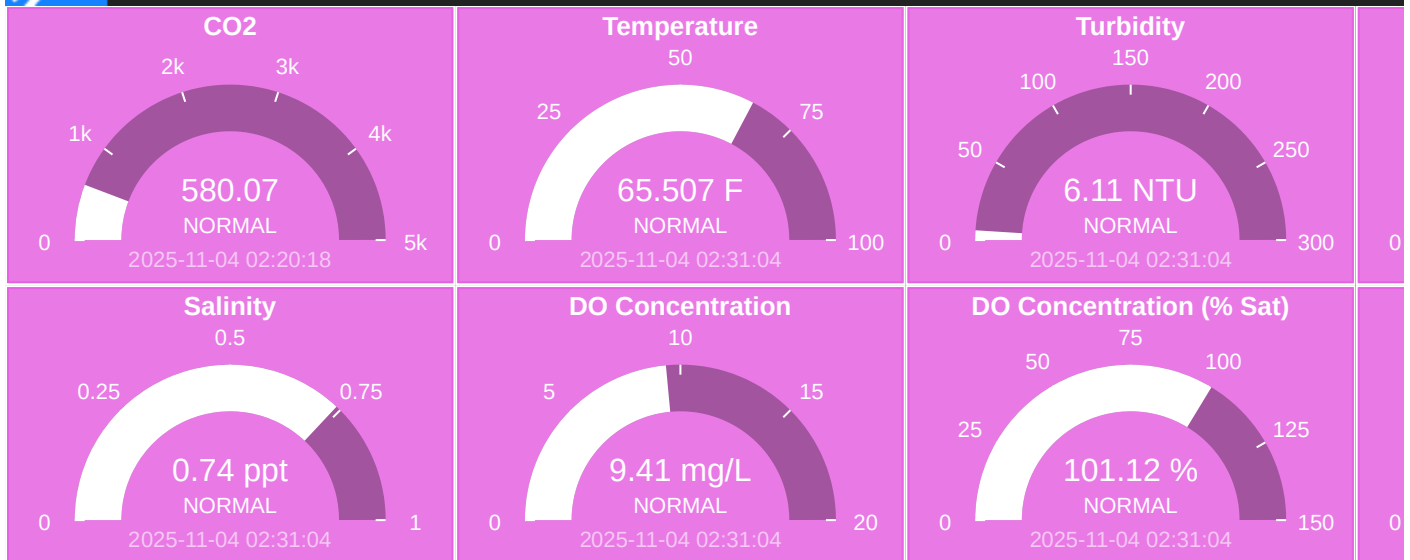 CO2
2k 3k
1k 4k
580.07
NORMAL
0 5k
2025-11-04 02:20:18
Temperature
50
25 75
65.507 F
NORMAL
0 100
2025-11-04 02:31:04
Turbidity
150
100 200
50 250
6.11 NTU
NORMAL
0 300
2025-11-04 02:31:04
0
Salinity
0.5
0.25 0.75
0.74 ppt
NORMAL
0 1
2025-11-04 02:31:04
DO Concentration
10
5 15
9.41 mg/L
NORMAL
0 20
2025-11-04 02:31:04
DO Concentration (% Sat)
75
50 100
25 125
101.12 %
NORMAL
0 150
2025-11-04 02:31:04
0